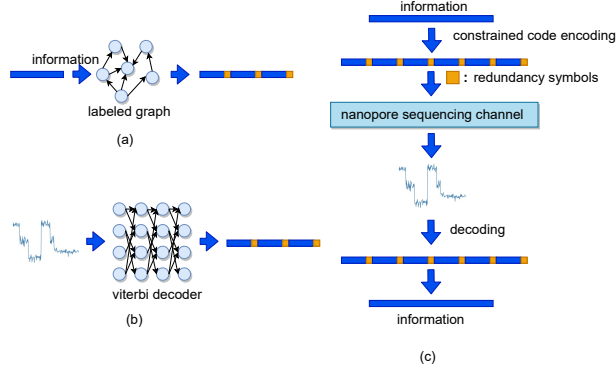 information
labeled graph
(a)
viterbi decoder
(b)
information
constrained code encoding
: redundancy symbols
nanopore sequencing channel
decoding
information
(c)